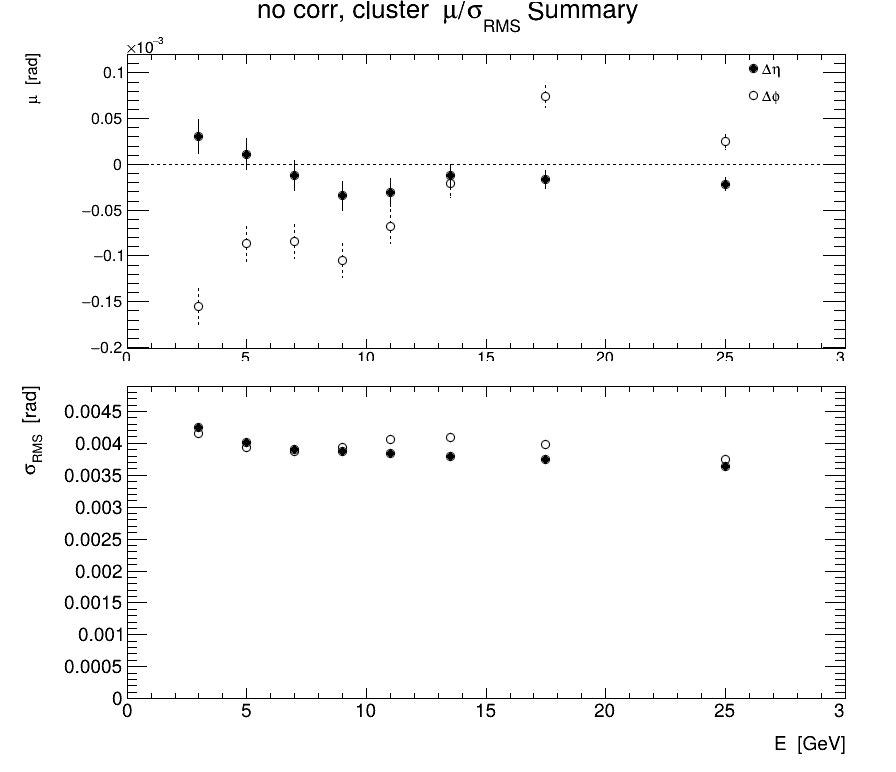 no corr, cluster μ/σRMS Summary
×10−3
μ [rad]
0.1
0.05
0
−0.05
−0.1
−0.15
−0.2
Δη
Δϕ
0 5 10 15 20 25 3
σRMS [rad]
0.0045
0.004
0.0035
0.003
0.0025
0.002
0.0015
0.001
0.0005
0
0 5 10 15 20 25 3
E [GeV]